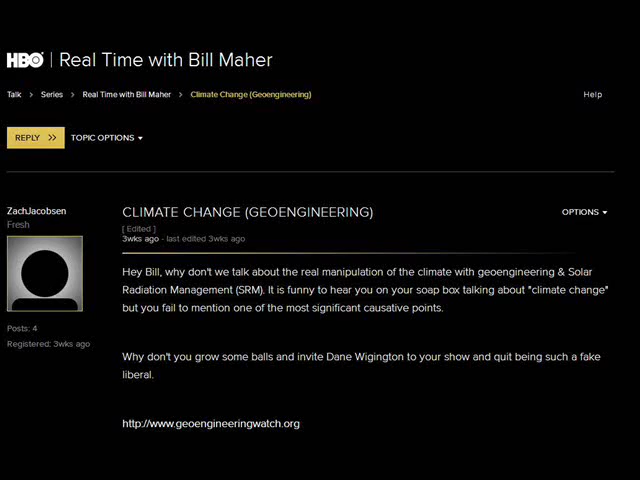 HBO | Real Time with Bill Maher
Talk > Series > Real Time with Bill Maher > Climate Change (Geoengineering) Help
REPLY >> TOPIC OPTIONS
ZachJacobsen
Fresh
Posts: 4
Registered: 3wks ago
CLIMATE CHANGE (GEOENGINEERING) OPTIONS
[ Edited ]
3wks ago - last edited 3wks ago
Hey Bill, why don't we talk about the real manipulation of the climate with geoengineering & Solar
Radiation Management (SRM). It is funny to hear you on your soap box talking about "climate change"
but you fail to mention one of the most significant causative points.
Why don't you grow some balls and invite Dane Wigington to your show and quit being such a fake
liberal.
http://www.geoengineeringwatch.org